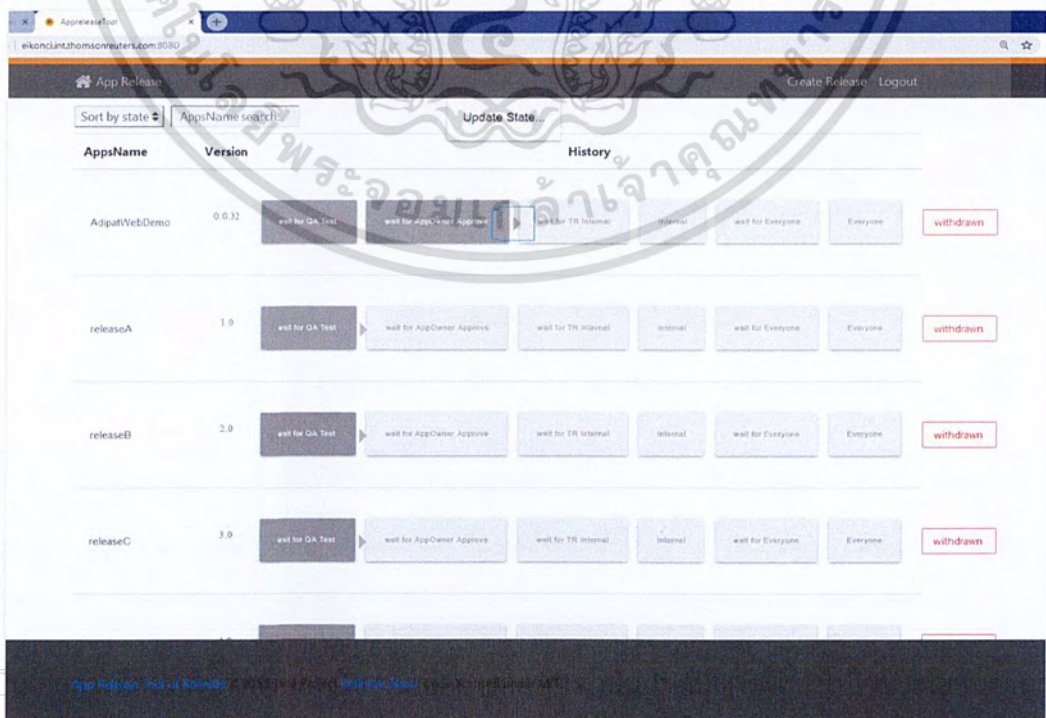 AppreleaseTool
eikonci.int.thomsonreuters.com:8080
App Release
Create Release Logout
Sort by state AppsName search...
Update State...
AppsName Version History
AdipatWebDemo 0.0.32 wait for QA Test wait for AppOwner Approve wait for TR Internal Internal wait for Everyone Everyone withdrawn
releaseA 1.0 wait for QA Test wait for AppOwner Approve wait for TR Internal Internal wait for Everyone Everyone withdrawn
releaseB 2.0 wait for QA Test wait for AppOwner Approve wait for TR Internal Internal wait for Everyone Everyone withdrawn
releaseC 3.0 wait for QA Test wait for AppOwner Approve wait for TR Internal Internal wait for Everyone Everyone withdrawn
App Release Tool